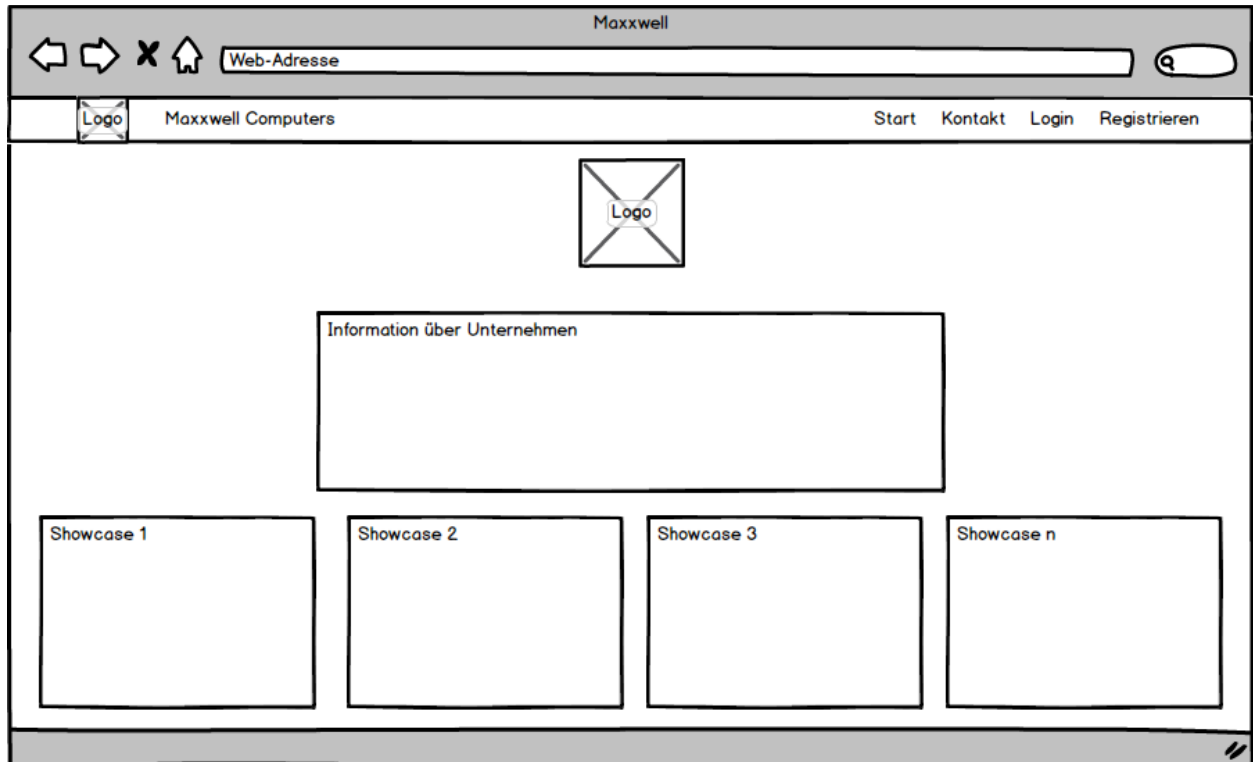 Maxxwell
Web-Adresse
Logo Maxxwell Computers Start Kontakt Login Registrieren
Logo
Information über Unternehmen
Showcase 1 Showcase 2 Showcase 3 Showcase n